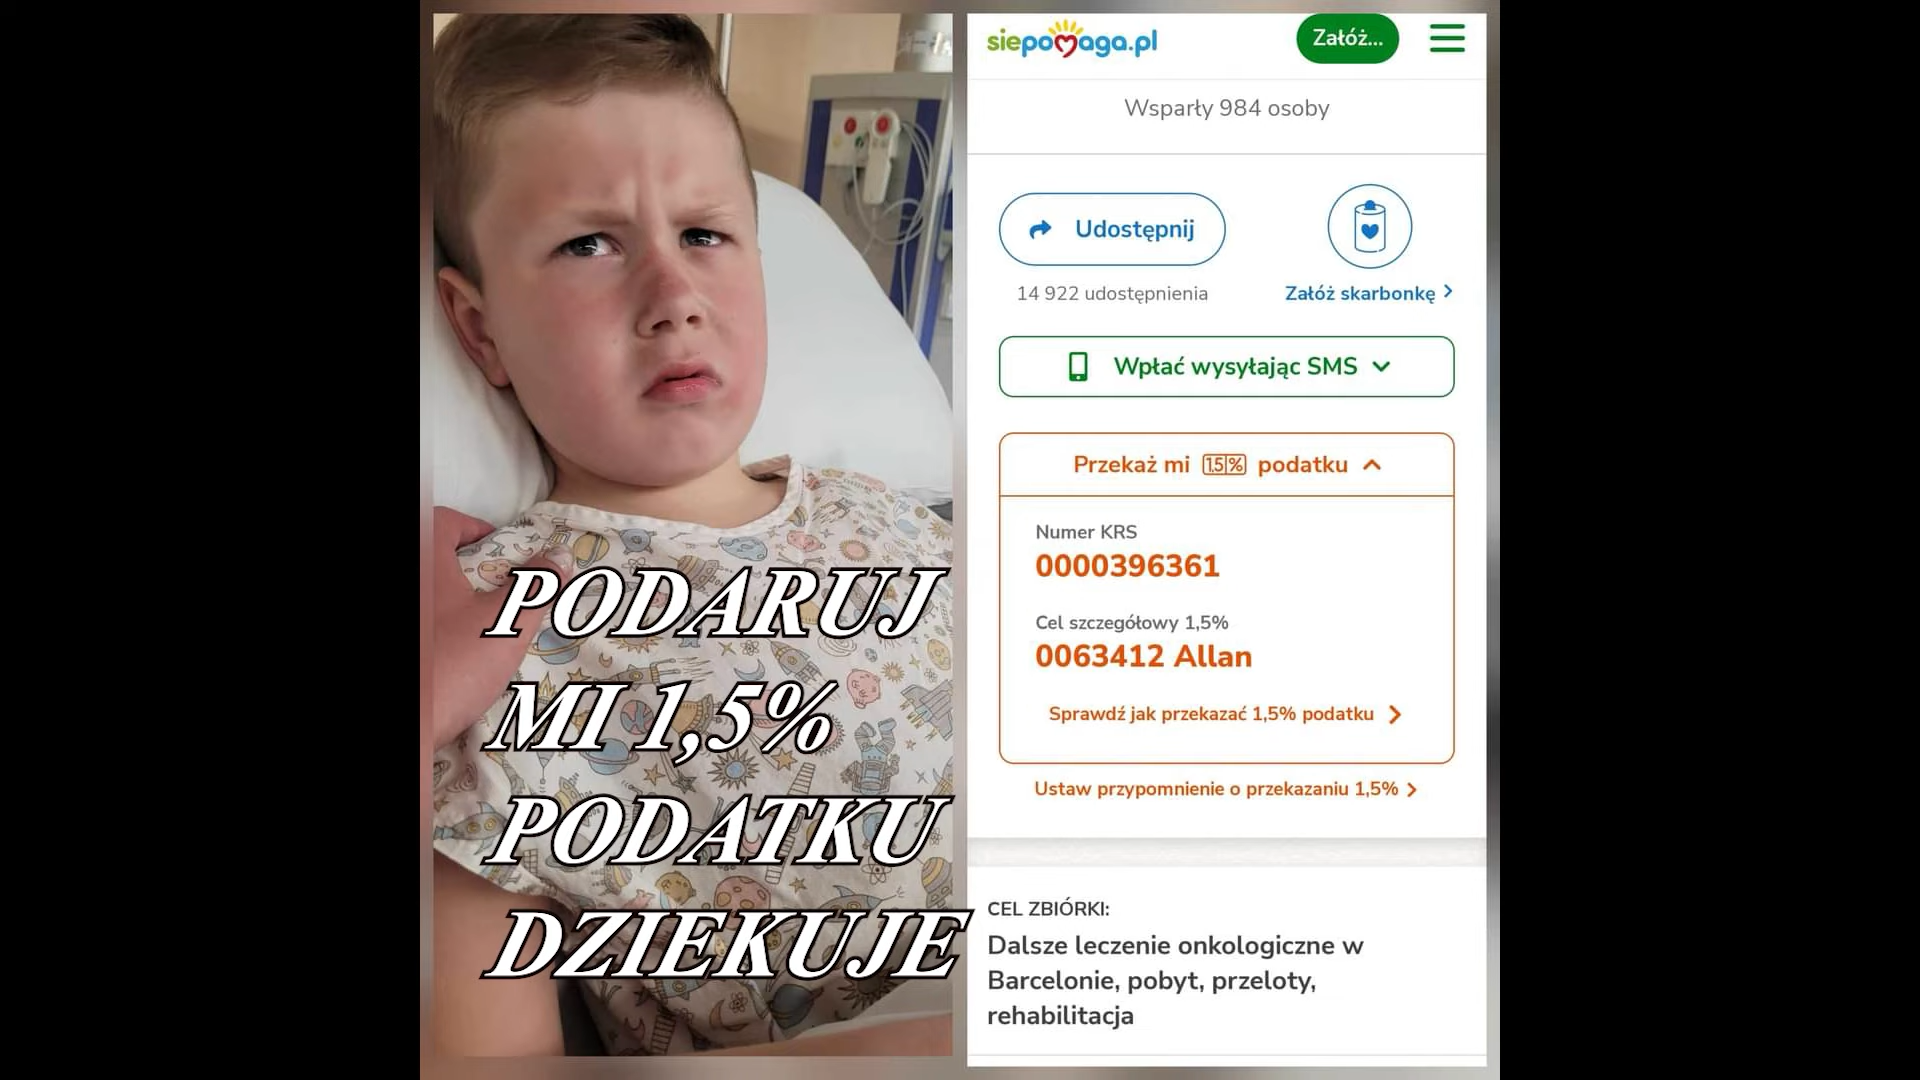 PODARUJ
MI 1,5%
PODATKU
DZIEKUJE
siepomaga.pl
Załóż...
Wsparły 984 osoby
Udostępnij
14 922 udostępnienia
Załóż skarbonkę
Wpłać wysyłając SMS
Przekaż mi 1,5% podatku
Numer KRS
0000396361
Cel szczegółowy 1,5%
0063412 Allan
Sprawdź jak przekazać 1,5% podatku
Ustaw przypomnienie o przekazaniu 1,5%
CEL ZBIÓRKI:
Dalsze leczenie onkologiczne w
Barcelonie, pobyt, przeloty,
rehabilitacja